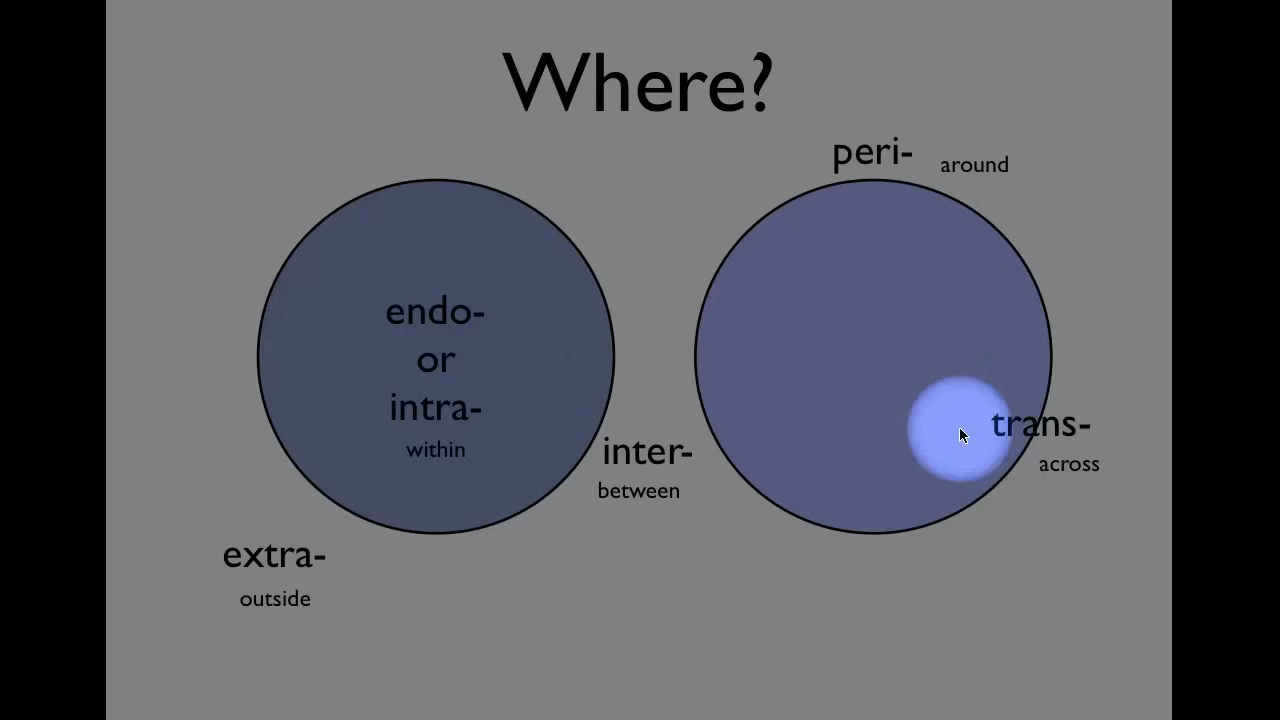 Where?
peri-
around
endo-
or
intra-
within
inter-
between
trans-
across
extra-
outside